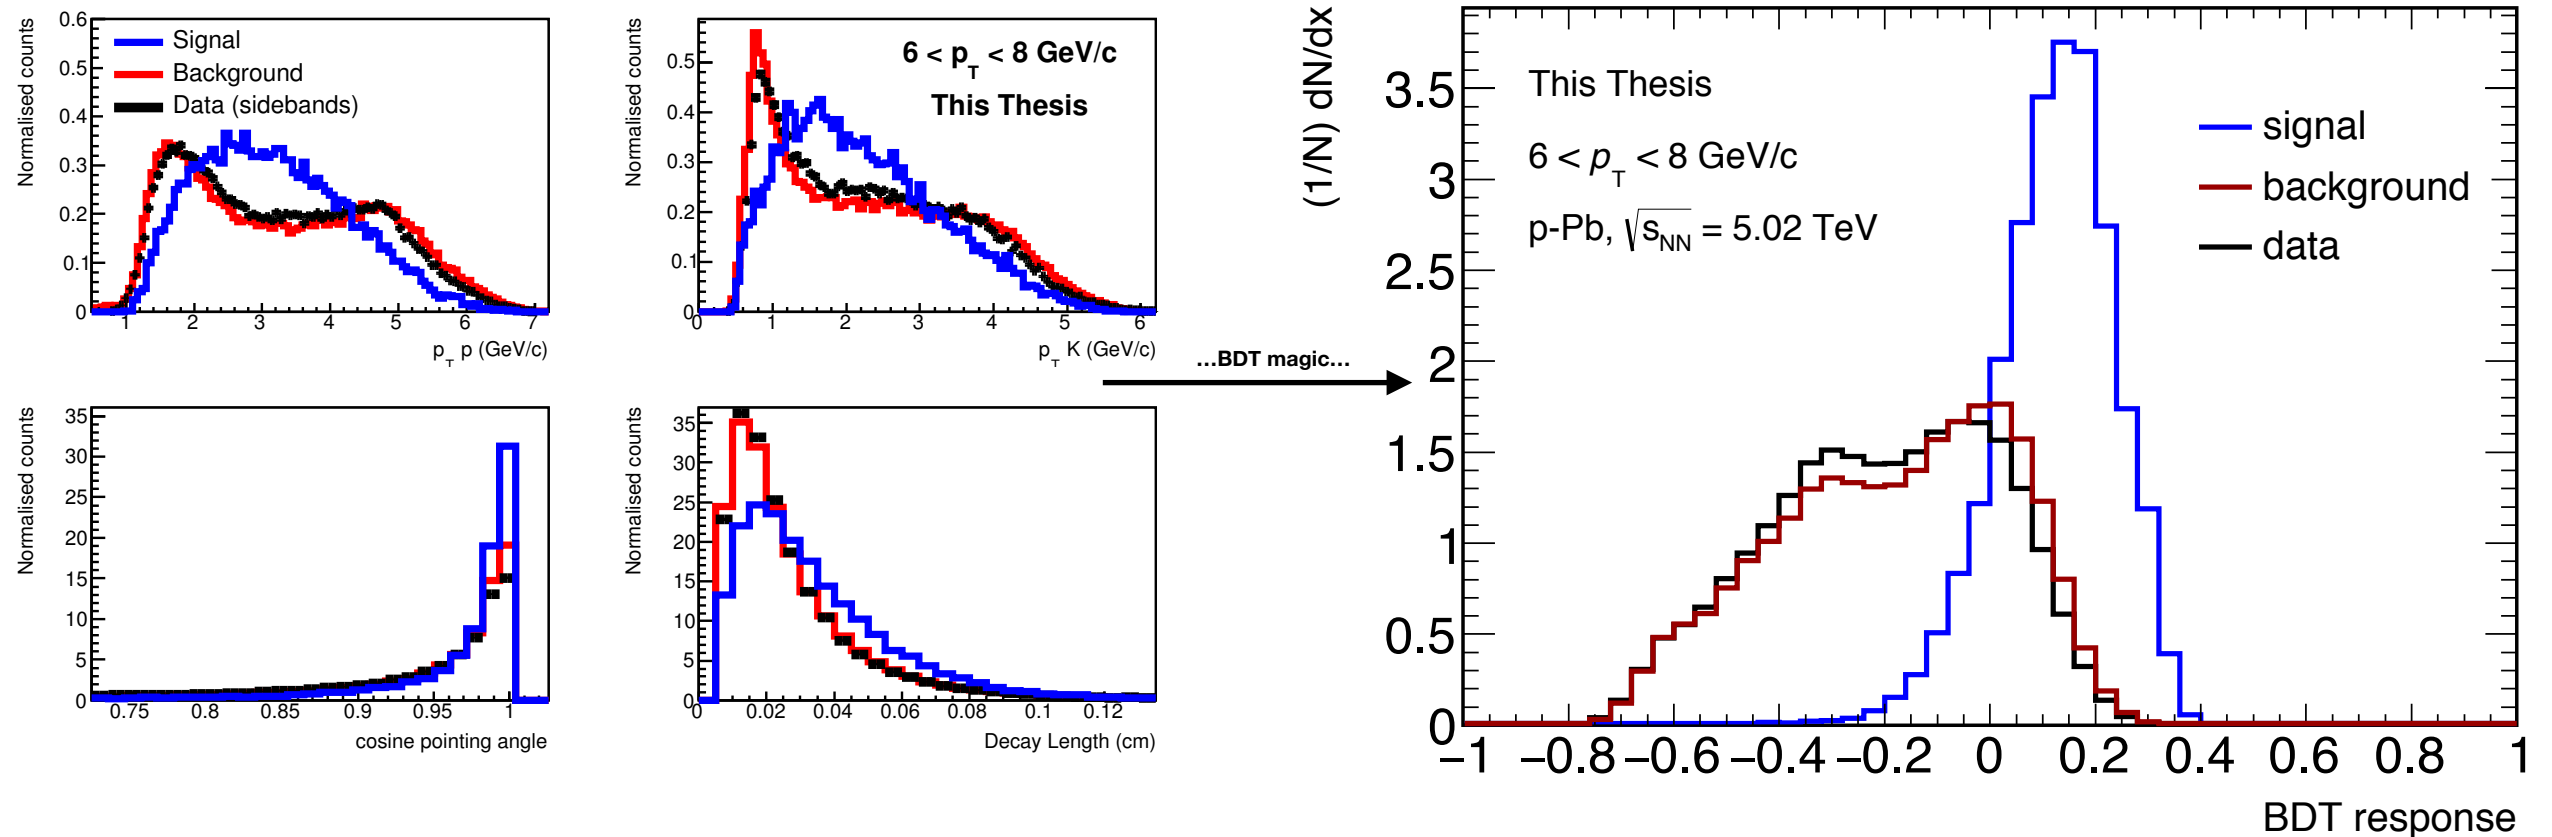 Normalised counts
0.6
0.5
0.4
0.3
0.2
0.1
0
Signal
Background
Data (sidebands)
1 2 3 4 5 6 7
p_T p (GeV/c)
Normalised counts
0.5
0.4
0.3
0.2
0.1
0
6 < p_T < 8 GeV/c
This Thesis
0 1 2 3 4 5 6
p_T K (GeV/c)
Normalised counts
35
30
25
20
15
10
5
0
0.75 0.8 0.85 0.9 0.95 1
cosine pointing angle
Normalised counts
35
30
25
20
15
10
5
0
0 0.02 0.04 0.06 0.08 0.1 0.12
Decay Length (cm)
...BDT magic...
(1/N) dN/dx
3.5
3
2.5
2
1.5
1
0.5
0
This Thesis
6 < p_T < 8 GeV/c
p-Pb, √s_NN = 5.02 TeV
signal
background
data
−1 −0.8 −0.6 −0.4 −0.2 0 0.2 0.4 0.6 0.8 1
BDT response